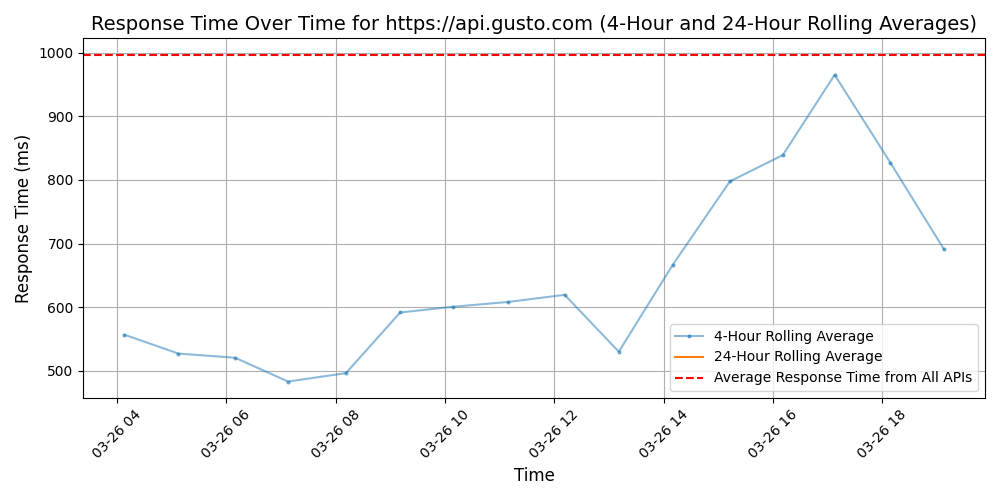 Response Time Over Time for https://api.gusto.com (4-Hour and 24-Hour Rolling Averages)
Response Time (ms)
1000
900
800
700
600
500
03-26 04
03-26 06
03-26 08
03-26 10
03-26 12
03-26 14
03-26 16
03-26 18
Time
4-Hour Rolling Average
24-Hour Rolling Average
Average Response Time from All APIs